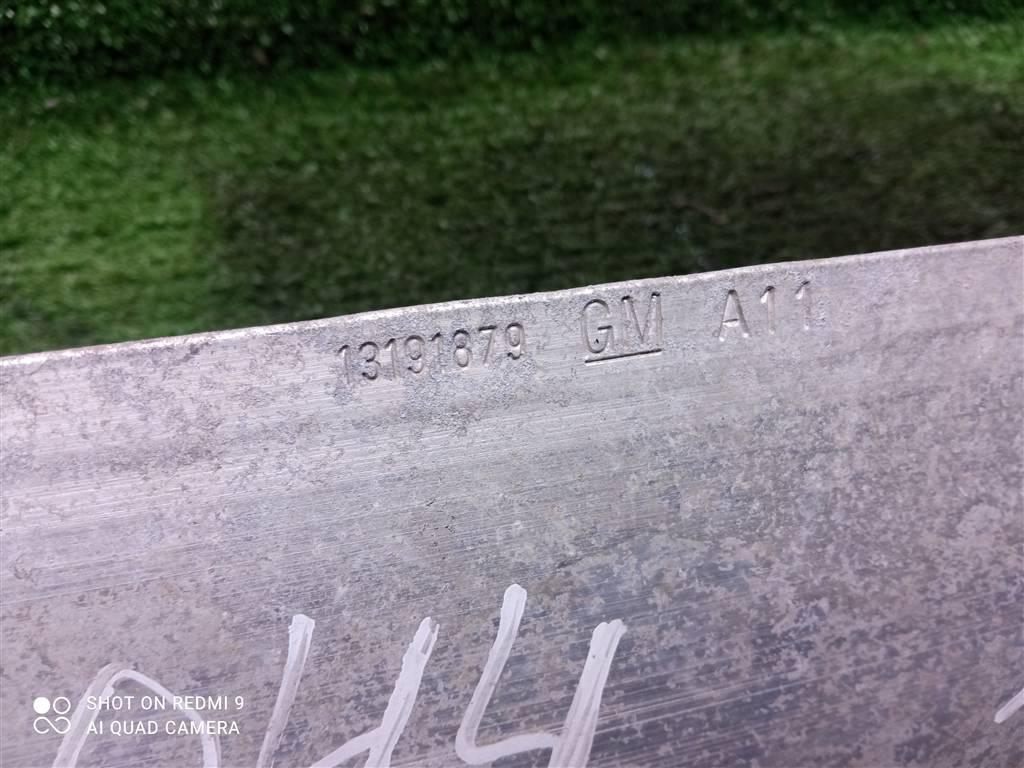 13191879 GM A11
SHOT ON REDMI 9
AI QUAD CAMERA